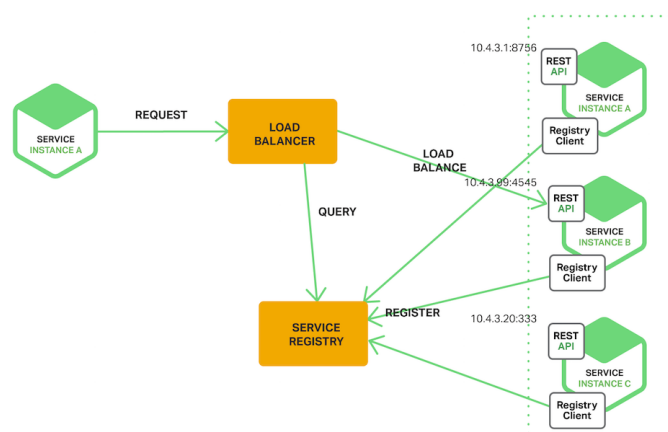 10.4.3.1:8756
REST
API
SERVICE
INSTANCE A
Registry
Client
SERVICE
INSTANCE A
REQUEST
LOAD
BALANCER
LOAD
BALANCE
10.4.3.99:4545
REST
API
SERVICE
INSTANCE B
Registry
Client
QUERY
SERVICE
REGISTRY
REGISTER
10.4.3.20:333
REST
API
SERVICE
INSTANCE C
Registry
Client